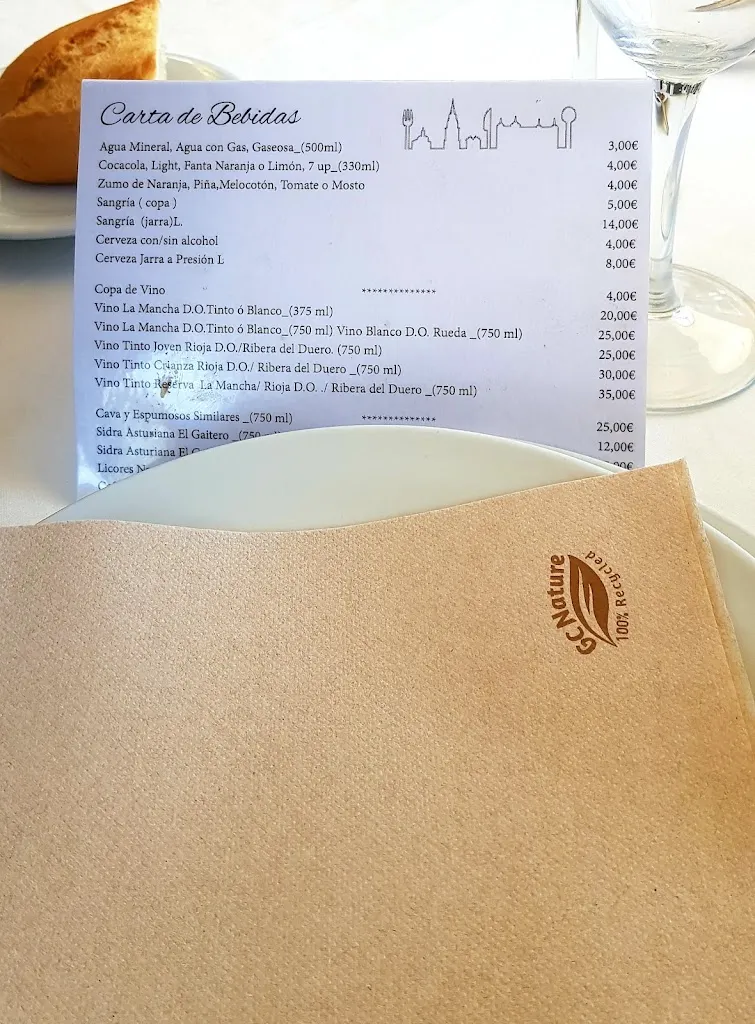 Carta de Bebidas
Agua Mineral, Agua con Gas, Gaseosa_(500ml) 3,00€
Cocacola, Light, Fanta Naranja o Limón, 7 up_(330ml) 4,00€
Zumo de Naranja, Piña,Melocotón, Tomate o Mosto 4,00€
Sangría ( copa ) 5,00€
Sangría (jarra)L. 14,00€
Cerveza con/sin alcohol 4,00€
Cerveza Jarra a Presión L 8,00€
**************
Copa de Vino 4,00€
Vino La Mancha D.O.Tinto ó Blanco_(375 ml) 20,00€
Vino La Mancha D.O.Tinto ó Blanco_(750 ml) Vino Blanco D.O. Rueda _(750 ml) 25,00€
Vino Tinto Joven Rioja D.O./Ribera del Duero. (750 ml) 25,00€
Vino Tinto Crianza Rioja D.O./ Ribera del Duero _(750 ml) 30,00€
Vino Tinto Reserva La Mancha/ Rioja D.O. ./ Ribera del Duero _(750 ml) 35,00€
**************
Cava y Espumosos Similares _(750 ml) 25,00€
Sidra Astusiana El Gaitero _(750 12,00€
Sidra Asturiana El
Licores
GC Nature
100% Recycled